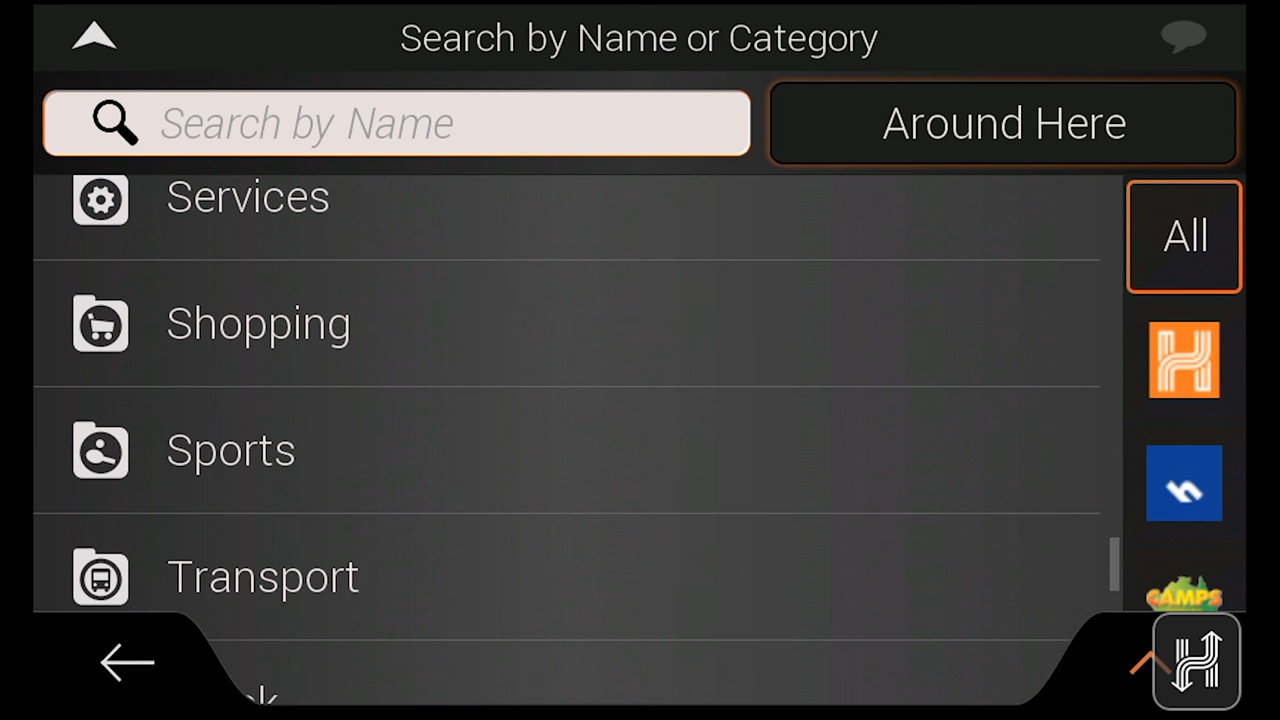 Search by Name or Category
Search by Name
Around Here
Services
All
Shopping
Sports
Transport
CAMPS